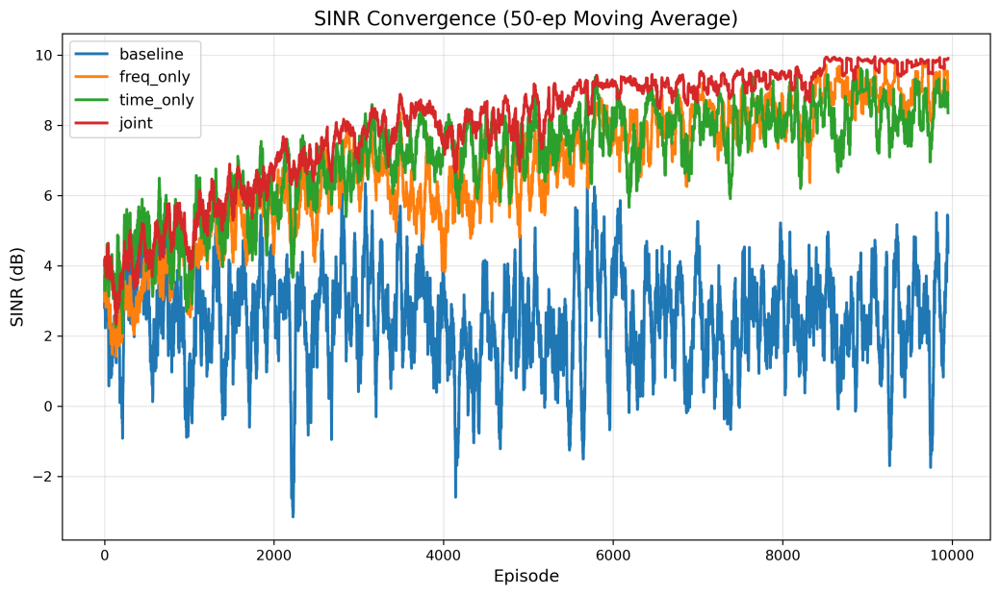 SINR Convergence (50-ep Moving Average)
baseline
freq_only
time_only
joint
SINR (dB)
10
8
6
4
2
0
−2
0 2000 4000 6000 8000 10000
Episode